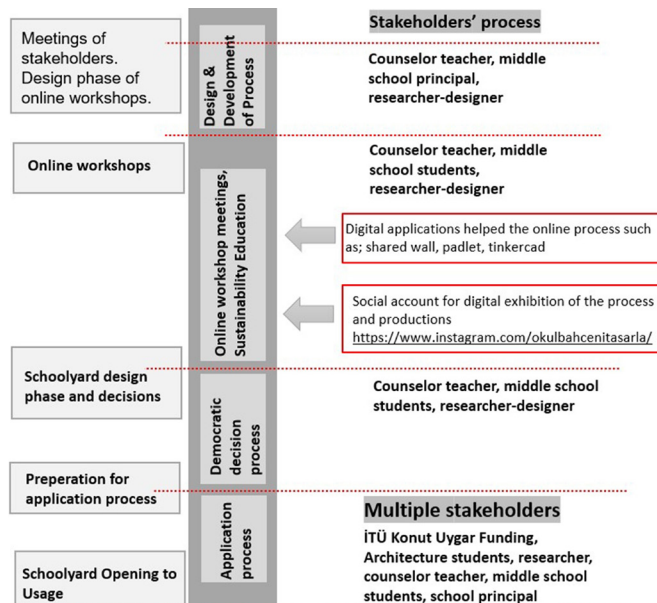 Stakeholders' process
Meetings of
stakeholders.
Design phase of
online workshops.
Design &
Development
of Process
Counselor teacher, middle
school principal,
researcher-designer
Online workshops
Counselor teacher, middle
school students,
researcher-designer
Online workshop meetings,
Sustainability Education
Digital applications helped the online process such
as; shared wall, padlet, tinkercad
Social account for digital exhibition of the process
and productions
https://www.instagram.com/okulbahcenitasarla/
Schoolyard design
phase and decisions
Counselor teacher, middle school
students, researcher-designer
Democratic
decision
process
Preperation for
application process
Multiple stakeholders
Application
process
İTÜ Konut Uygar Funding,
Architecture students, researcher,
counselor teacher, middle school
students, school principal
Schoolyard Opening to
Usage